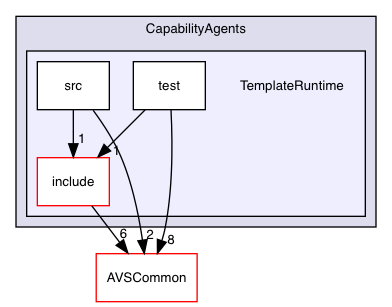 CapabilityAgents
src
test
TemplateRuntime
1
1
include
6
2
8
AVSCommon